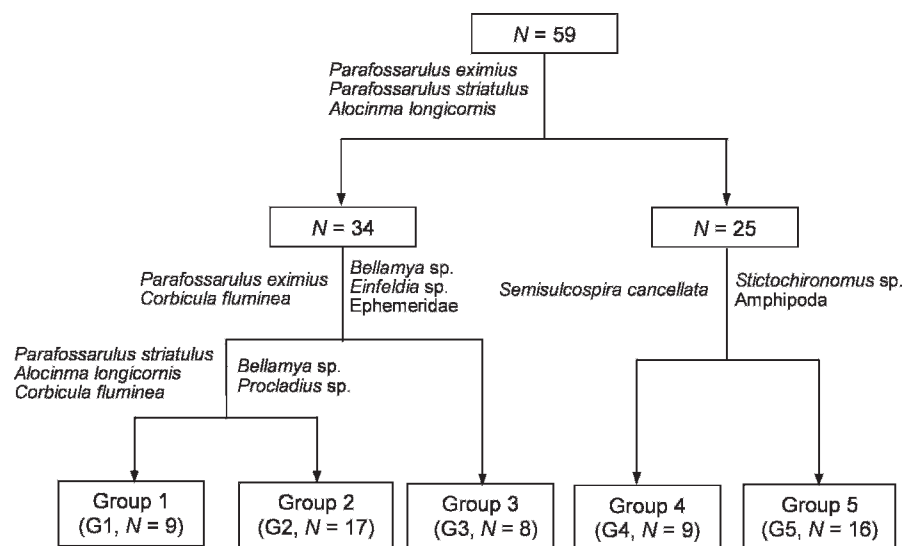 N = 59
Parafossarulus eximius
Parafossarulus striatulus
Alocinma longicornis
N = 34
N = 25
Parafossarulus eximius
Corbicula fluminea
Bellamya sp.
Einfeldia sp.
Ephemeridae
Semisulcospira cancellata
Stictochironomus sp.
Amphipoda
Parafossarulus striatulus
Alocinma longicornis
Corbicula fluminea
Bellamya sp.
Procladius sp.
Group 1
(G1, N = 9)
Group 2
(G2, N = 17)
Group 3
(G3, N = 8)
Group 4
(G4, N = 9)
Group 5
(G5, N = 16)